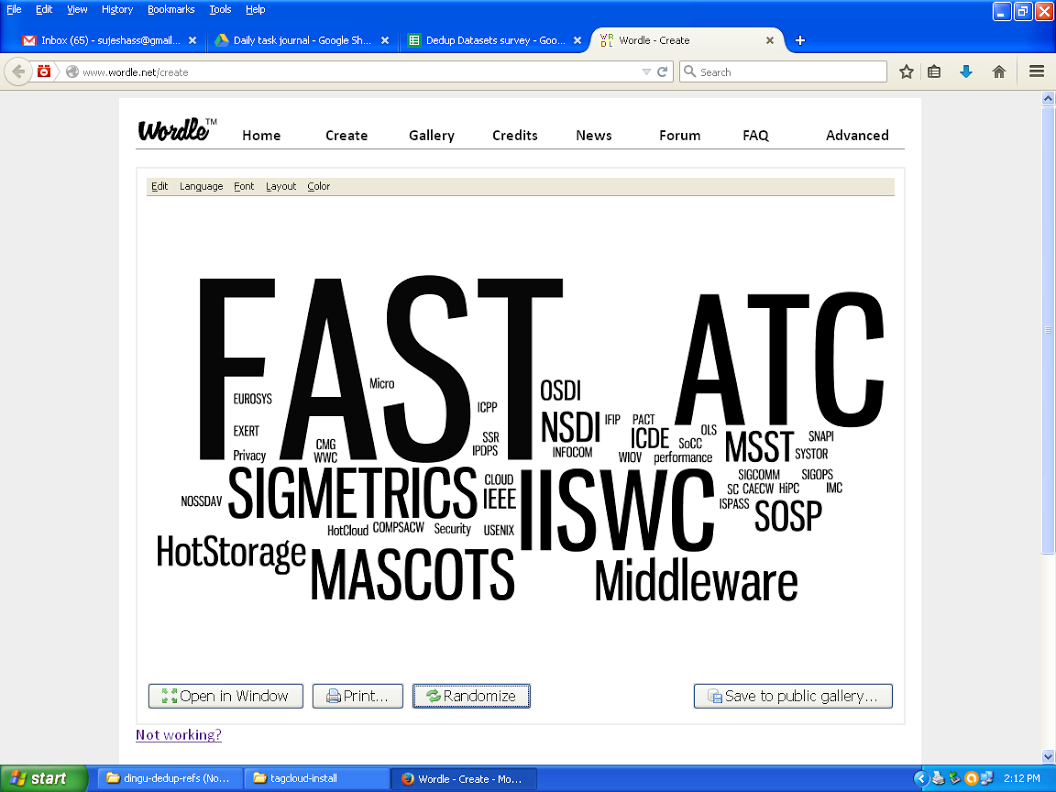 File Edit View History Bookmarks Tools Help
Inbox (65) - sujeshass@gmail... Daily task journal - Google Sh... Dedup Datasets survey - Goo... Wordle - Create
www.wordle.net/create Search
Wordle™ Home Create Gallery Credits News Forum FAQ Advanced
Edit Language Font Layout Color
FAST ATC
Micro
OSDI
EUROSYS
ICPP
NSDI IFIP PACT
EXERT
SSR
ICDE SoCC OLS
MSST SNAPI
CMG
IPDPS
INFOCOM
Privacy WWC
WIOV performance
SYSTOR
SIGMETRICS
CLOUD
IEEE
IISWC
SIGCOMM SIGOPS
SC CAECW HiPC IMC
NOSSDAV
ISPASS SOSP
HotCloud COMPSACW Security USENIX
HotStorage
MASCOTS
Middleware
Open in Window Print... Randomize Save to public gallery...
Not working?
start dingu-dedup-refs (No... tagcloud-install Wordle - Create - Mo... 2:12 PM